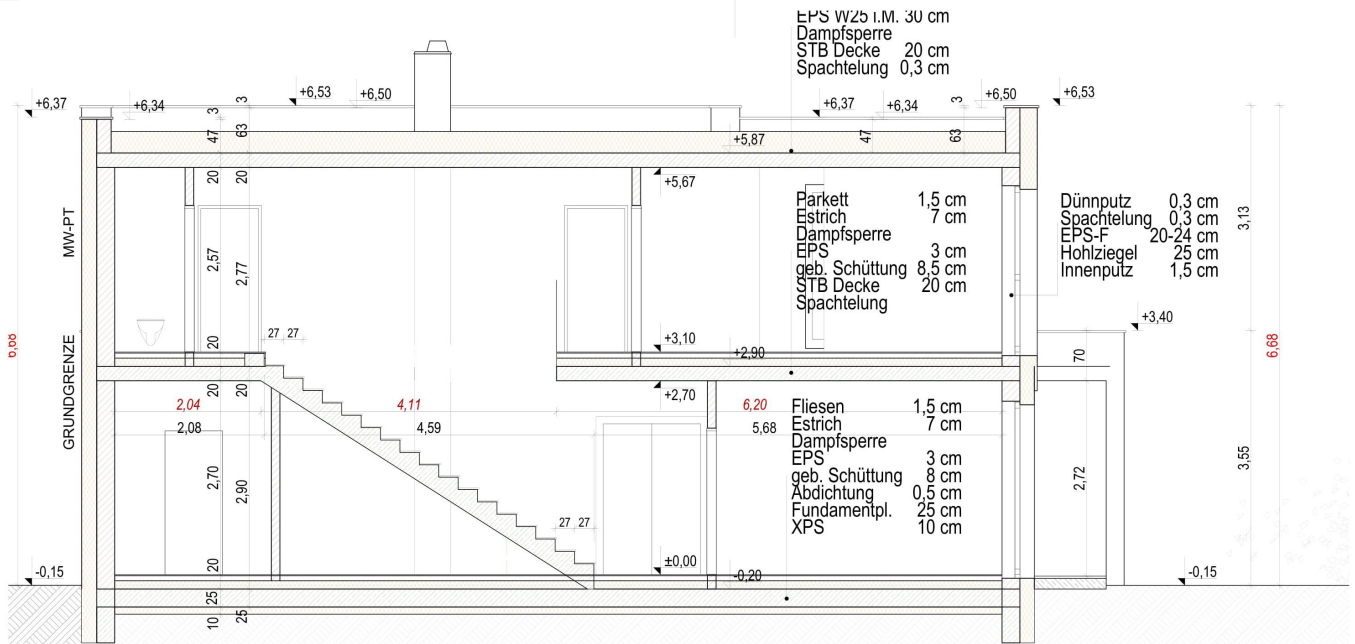 EPS W25 i.M. 30 cm
Dampfsperre
STB Decke 20 cm
Spachtelung 0,3 cm
+6,37
+6,34
3
+6,53
+6,50
+6,37
+6,34
3
+6,50
+6,53
47
63
+5,87
47
63
20
20
+5,67
MW-PT
2,57
2,77
Parkett 1,5 cm
Estrich 7 cm
Dampfsperre
EPS 3 cm
geb. Schüttung 8,5 cm
STB Decke 20 cm
Spachtelung
Dünnputz 0,3 cm
Spachtelung 0,3 cm
EPS-F 20-24 cm
Hohlziegel 25 cm
Innenputz 1,5 cm
3,13
+3,40
27
27
20
+3,10
+2,90
70
6,68
GRUNDGRENZE
20
20
+2,70
2,04
4,11
6,20
2,08
4,59
5,68
Fliesen 1,5 cm
Estrich 7 cm
Dampfsperre
EPS 3 cm
geb. Schüttung 8 cm
Abdichtung 0,5 cm
Fundamentpl. 25 cm
XPS 10 cm
2,70
2,90
2,72
3,55
27
27
20
±0,00
-0,20
-0,15
-0,15
10
25
25